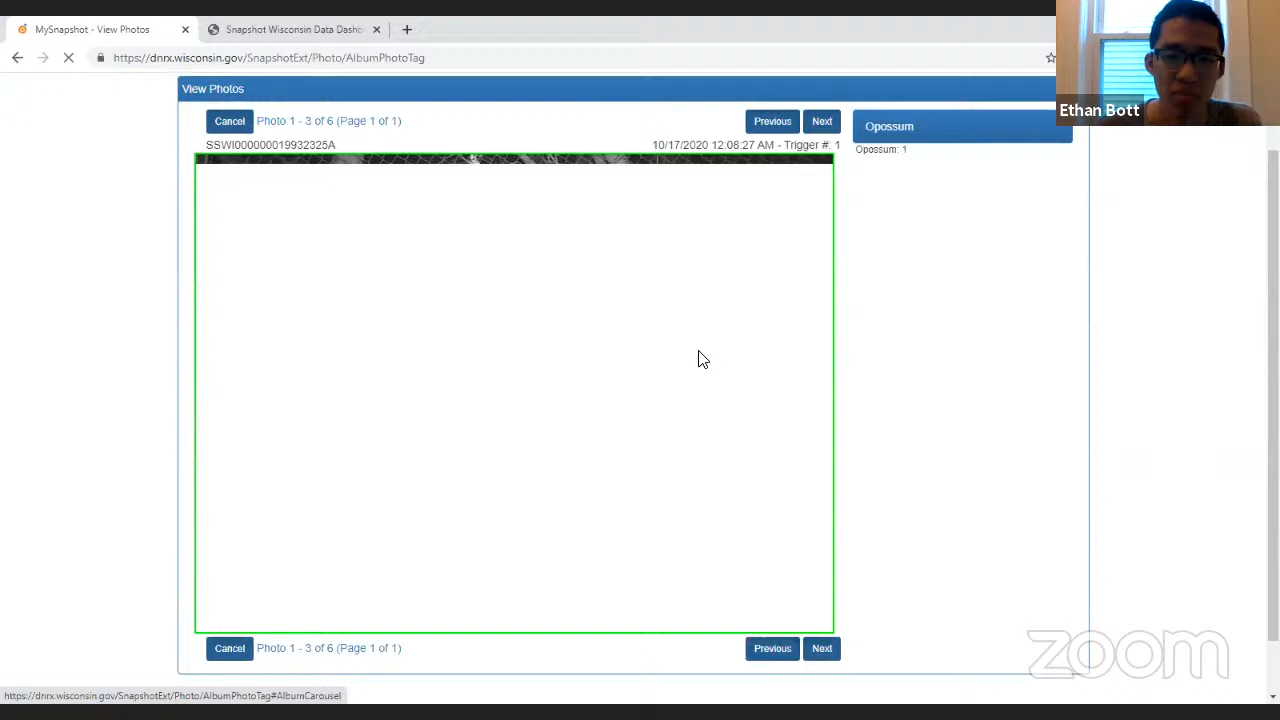 MySnapshot - View Photos
Snapshot Wisconsin Data Dashb
https://dnrx.wisconsin.gov/SnapshotExt/Photo/AlbumPhotoTag
Ethan Bott
View Photos
Cancel Photo 1 - 3 of 6 (Page 1 of 1) Previous Next
Opossum
SSWI000000019932325A 10/17/2020 12:08:27 AM - Trigger #: 1
Opossum: 1
Cancel Photo 1 - 3 of 6 (Page 1 of 1) Previous Next
zoom
https://dnrx.wisconsin.gov/SnapshotExt/Photo/AlbumPhotoTag#AlbumCarousel